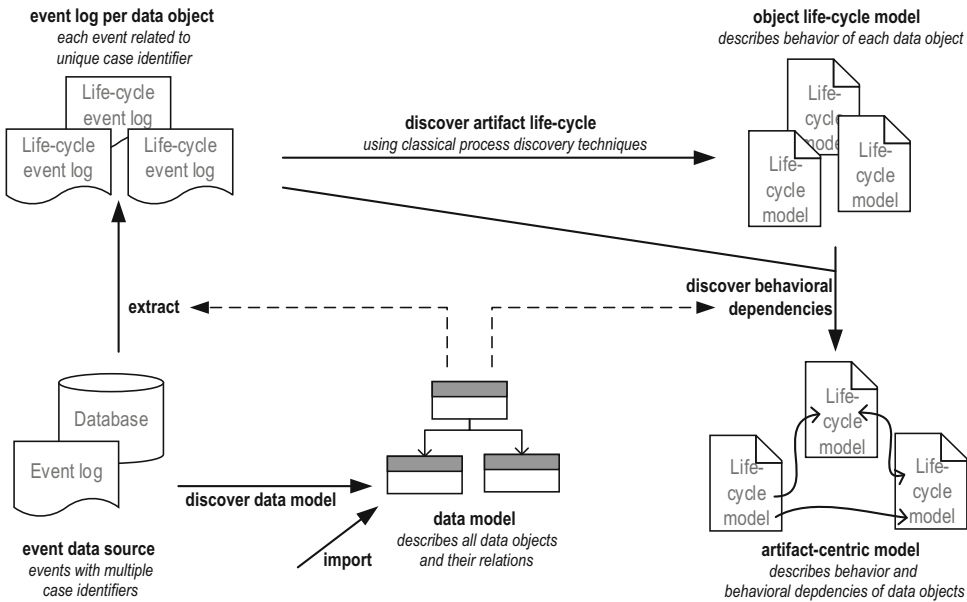 event log per data object
each event related to
unique case identifier
Life-cycle
event log
Life-cycle
event log
Life-cycle
event log
discover artifact life-cycle
using classical process discovery techniques
object life-cycle model
describes behavior of each data object
Life-
cycle
model
Life-
cycle
model
Life-
cycle
model
extract
discover behavioral
dependencies
Database
Event log
event data source
events with multiple
case identifiers
discover data model
import
data model
describes all data objects
and their relations
Life-
cycle
model
Life-
cycle
model
Life-
cycle
model
artifact-centric model
describes behavior and
behavioral depdencies of data objects